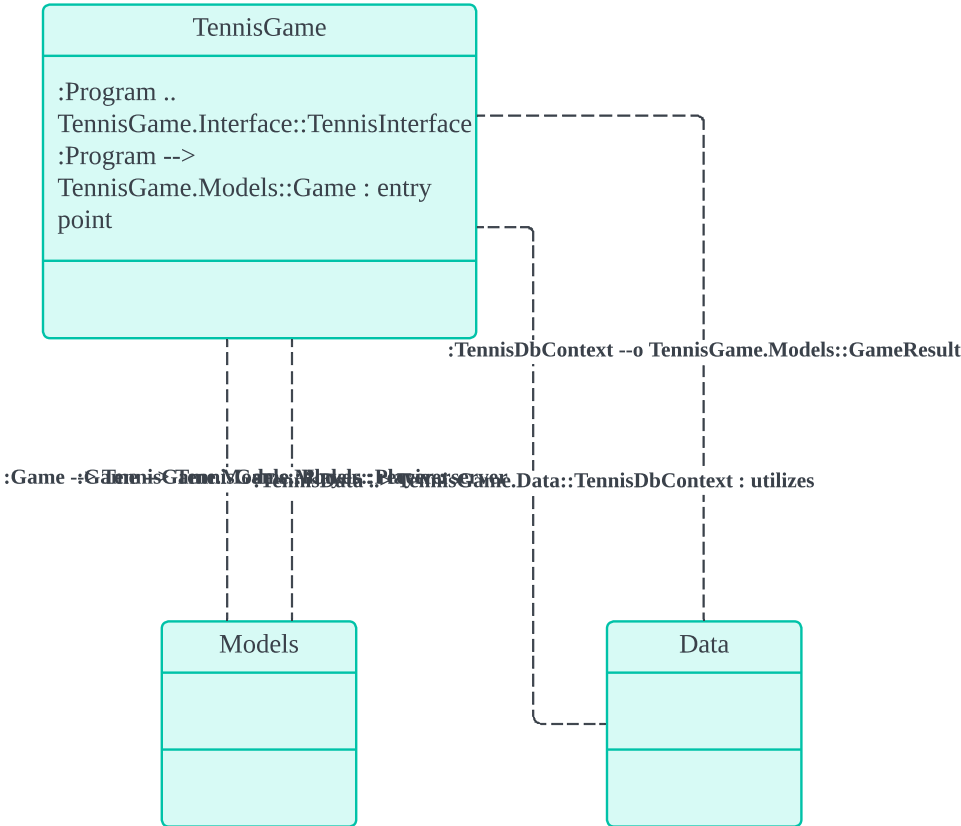 TennisGame
:Program ..
TennisGame.Interface::TennisInterface
:Program -->
TennisGame.Models::Game : entry
point
:TennisDbContext --o TennisGame.Models::GameResult
:Game
TennisGame.Data::TennisDbContext : utilizes
Models
Data